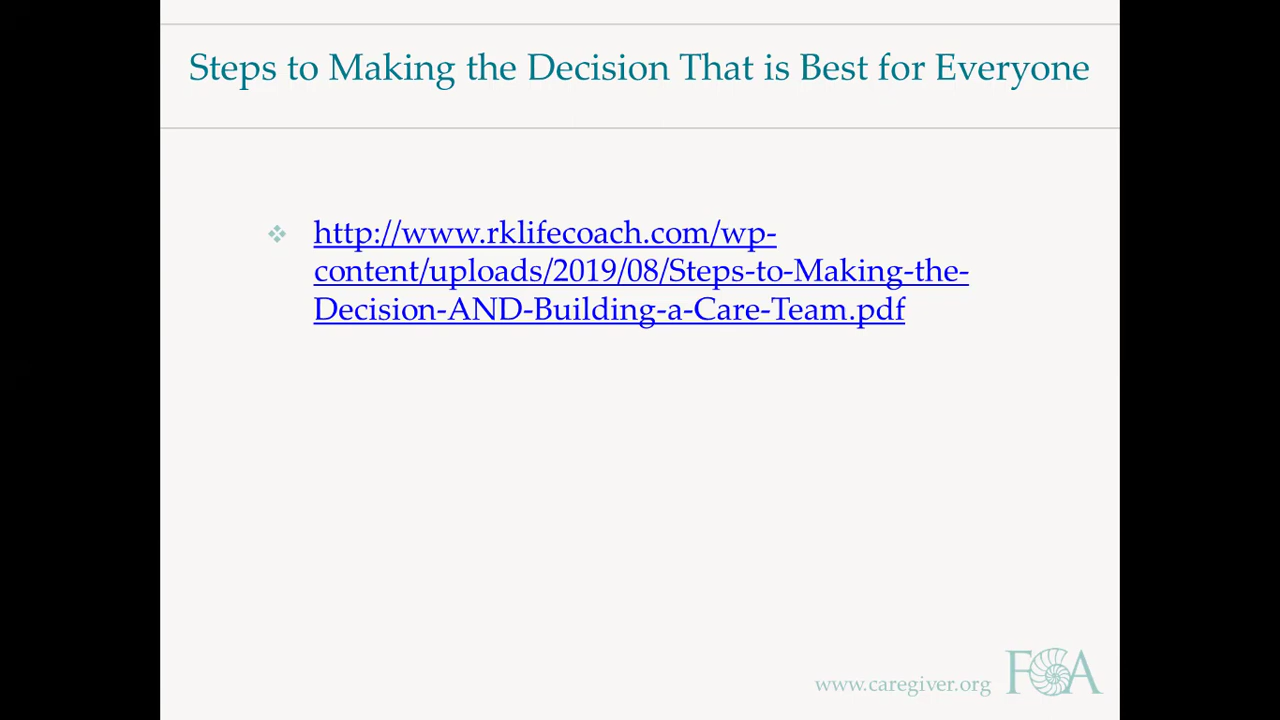 Steps to Making the Decision That is Best for Everyone
http://www.rklifecoach.com/wp-
content/uploads/2019/08/Steps-to-Making-the-
Decision-AND-Building-a-Care-Team.pdf
www.caregiver.org FCA